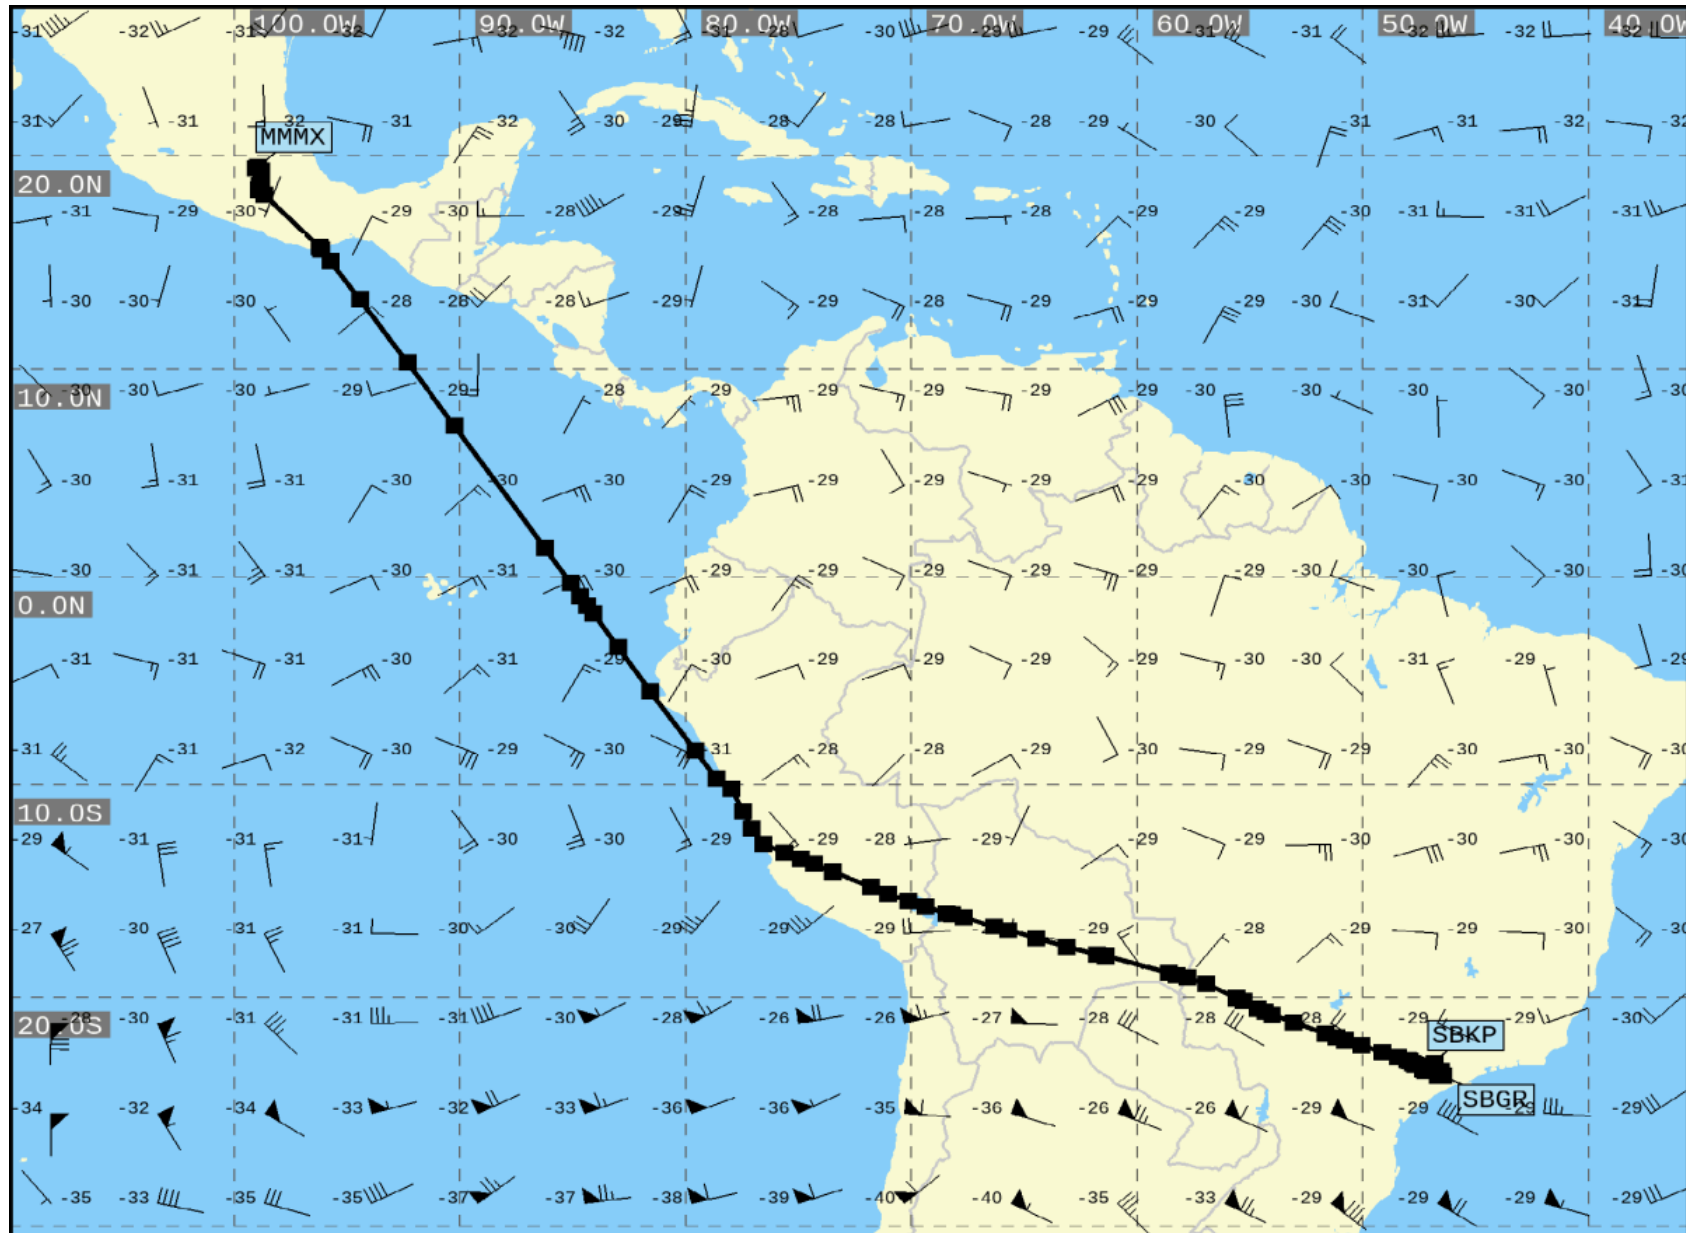 100.0W 90.0W 80.0W 70.0W 60.0W 50.0W 40.0W
-31 -32 -31 -32 -32 -32 -28 -30 -29 -29 -31 -32 -32 -32
31 -31 32 -31 -32 -30 -29 -28 -28 -28 -29 -30 -31 -32 -32
MMMX
20.0N
-31 -29 -30 -29 -30 -28 -29 -28 -28 -29 -29 -30 -31 -31 -31
-30 -30 -30 -28 -28 -28 -29 -29 -28 -29 -29 -30 -31 -30 -31
10.0N
-30 -30 -30 -29 -29 -28 -29 -29 -29 -30 -30 -30 -30 -30
-30 -31 -31 -30 -30 -30 -29 -29 -29 -29 -30 -30 -30 -30 -31
-30 -31 -31 -30 -31 -30 -29 -29 -29 -29 -29 -30 -30 -30 -30
0.0N
-31 -31 -31 -30 -31 -29 -30 -29 -29 -29 -30 -30 -31 -29 -29
-31 -31 -32 -30 -29 -30 -31 -28 -28 -29 -30 -29 -29 -30 -30
10.0S
-29 -31 -31 -31 -30 -30 -29 -29 -28 -29 -30 -29 -30 -30 -30
27 -30 -31 -31 -30 -30 -29 -29 -29 -29 -29 -28 -29 -29 -30
20.0S
-28 -30 -31 -31 -31 -30 -28 -26 -26 -27 -28 -28 -28 -29 -29 -30
SBKP
SBGR
-34 -32 -34 -33 -32 -33 -36 -36 -35 -36 -26 -26 -29 -29 -29 -29
-35 -33 -35 -35 -37 -37 -38 -39 -40 -40 -35 -33 -29 -29 -29 -29